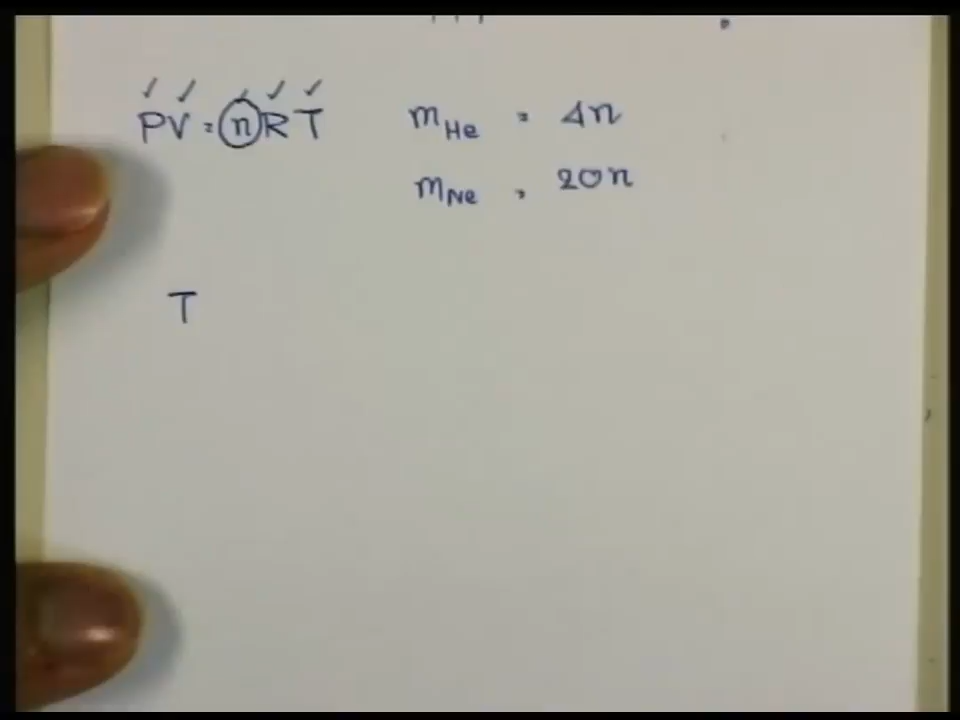 ✓ ✓ ✓ ✓ ✓
PV = nRT m_He = 4n
m_Ne = 20n
T